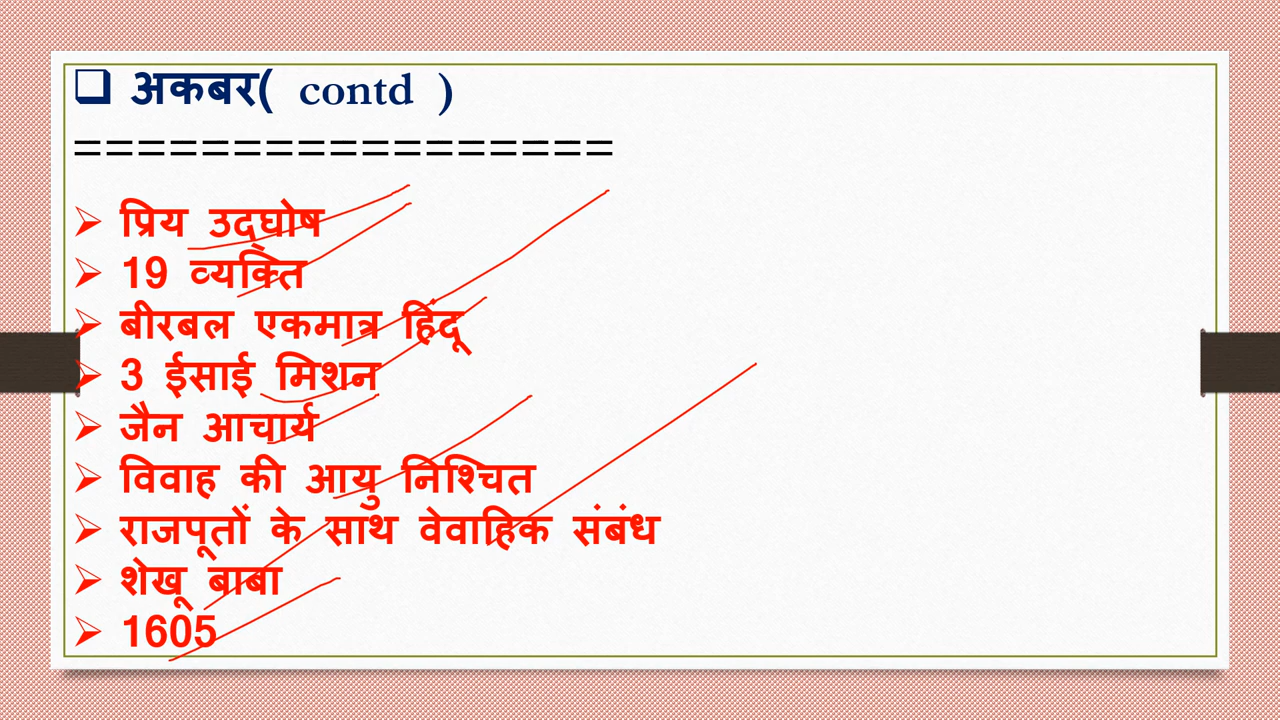 ❑ अकबर( contd )
=================
➢ प्रिय उद्घोष
➢ 19 व्यक्ति
➢ बीरबल एकमात्र हिंदू
➢ 3 ईसाई मिशन
➢ जैन आचार्य
➢ विवाह की आयु निश्चित
➢ राजपूतों के साथ वेवाहिक संबंध
➢ शेखू बाबा
➢ 1605